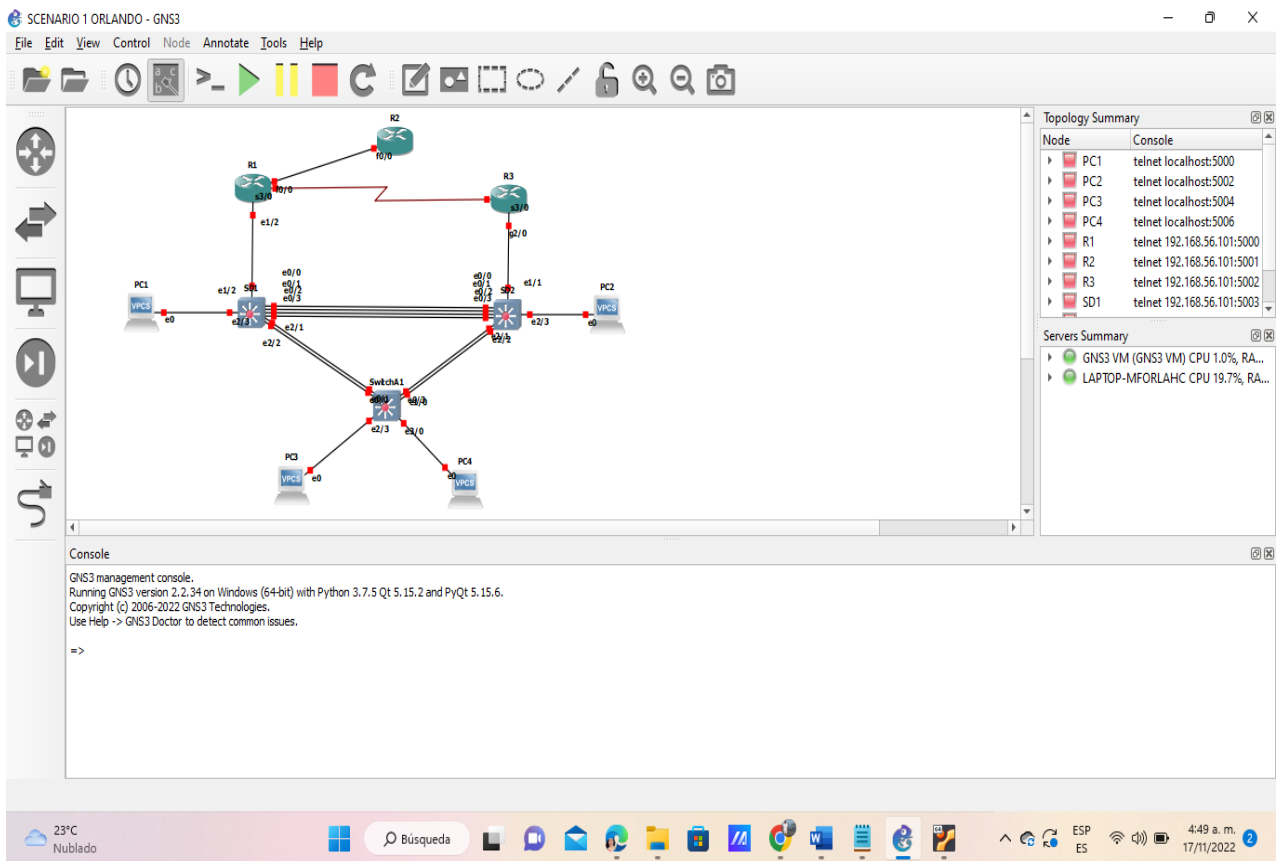 SCENARIO 1 ORLANDO - GNS3
File Edit View Control Node Annotate Tools Help
R2
f0/0
R1
f0/0
s3/0
R3
s3/0
e1/2
g2/0
PC1
VPCS
e0
e1/2
SD1
e0/0
e0/1
e0/2
e0/3
e2/3
e2/1
e2/2
e0/0
e0/1
e0/2
e0/3
SD2
e1/1
e2/3
PC2
VPCS
e0
SwitchA1
e2/3
e3/0
PC3
VPCS
e0
PC4
VPCS
e0
Topology Summary
Node Console
PC1 telnet localhost:5000
PC2 telnet localhost:5002
PC3 telnet localhost:5004
PC4 telnet localhost:5006
R1 telnet 192.168.56.101:5000
R2 telnet 192.168.56.101:5001
R3 telnet 192.168.56.101:5002
SD1 telnet 192.168.56.101:5003
Servers Summary
GNS3 VM (GNS3 VM) CPU 1.0%, RA...
LAPTOP-MFORLAHC CPU 19.7%, RA...
Console
GNS3 management console.
Running GNS3 version 2.2.34 on Windows (64-bit) with Python 3.7.5 Qt 5.15.2 and PyQt 5.15.6.
Copyright (c) 2006-2022 GNS3 Technologies.
Use Help -> GNS3 Doctor to detect common issues.
=>
23°C
Nublado
Búsqueda
ESP
ES
4:49 a. m.
17/11/2022
2